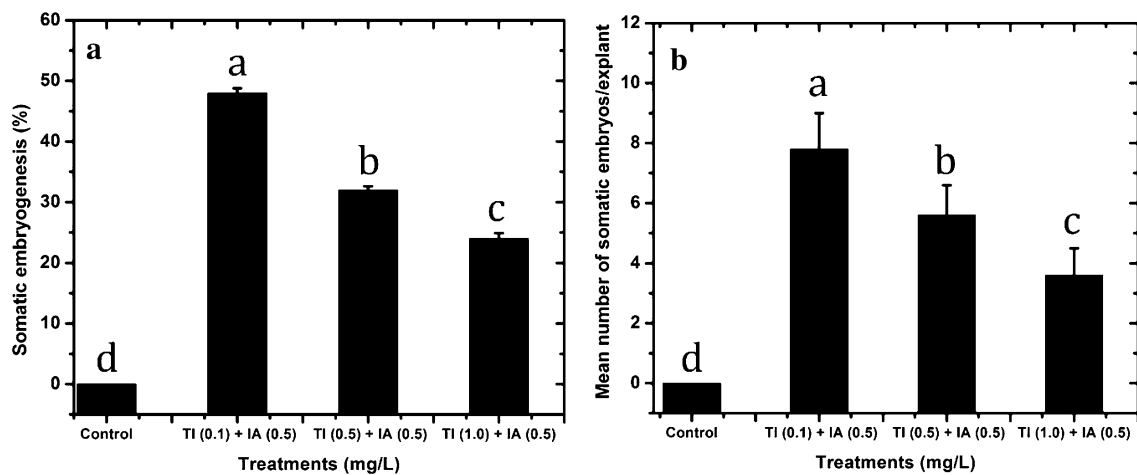 a
Somatic embryogenesis (%)
60
50
40
30
20
10
0
d
a
b
c
Control
TI (0.1) + IA (0.5)
TI (0.5) + IA (0.5)
TI (1.0) + IA (0.5)
Treatments (mg/L)
b
Mean number of somatic embryos/explant
12
10
8
6
4
2
0
d
a
b
c
Control
TI (0.1) + IA (0.5)
TI (0.5) + IA (0.5)
TI (1.0) + IA (0.5)
Treatments (mg/L)